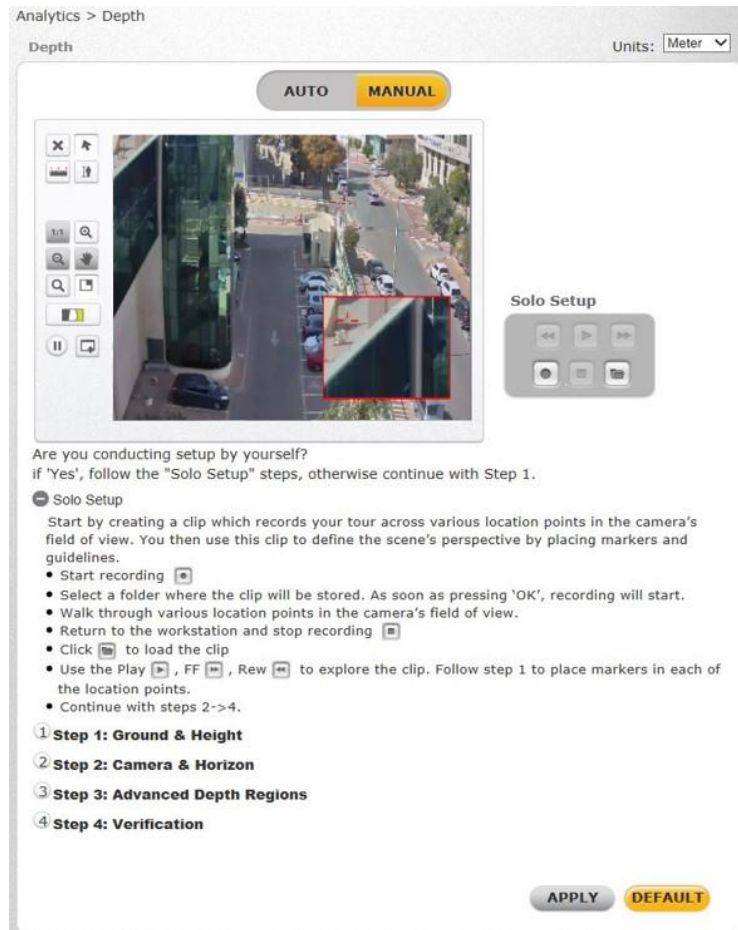 Analytics > Depth
Depth
Units: Meter
AUTO MANUAL
1:1
Solo Setup
Are you conducting setup by yourself?
if 'Yes', follow the "Solo Setup" steps, otherwise continue with Step 1.
Solo Setup
Start by creating a clip which records your tour across various location points in the camera's
field of view. You then use this clip to define the scene's perspective by placing markers and
guidelines.
• Start recording
• Select a folder where the clip will be stored. As soon as pressing 'OK', recording will start.
• Walk through various location points in the camera's field of view.
• Return to the workstation and stop recording
• Click to load the clip
• Use the Play , FF , Rew to explore the clip. Follow step 1 to place markers in each of
the location points.
• Continue with steps 2->4.
1 Step 1: Ground & Height
2 Step 2: Camera & Horizon
3 Step 3: Advanced Depth Regions
4 Step 4: Verification
APPLY DEFAULT